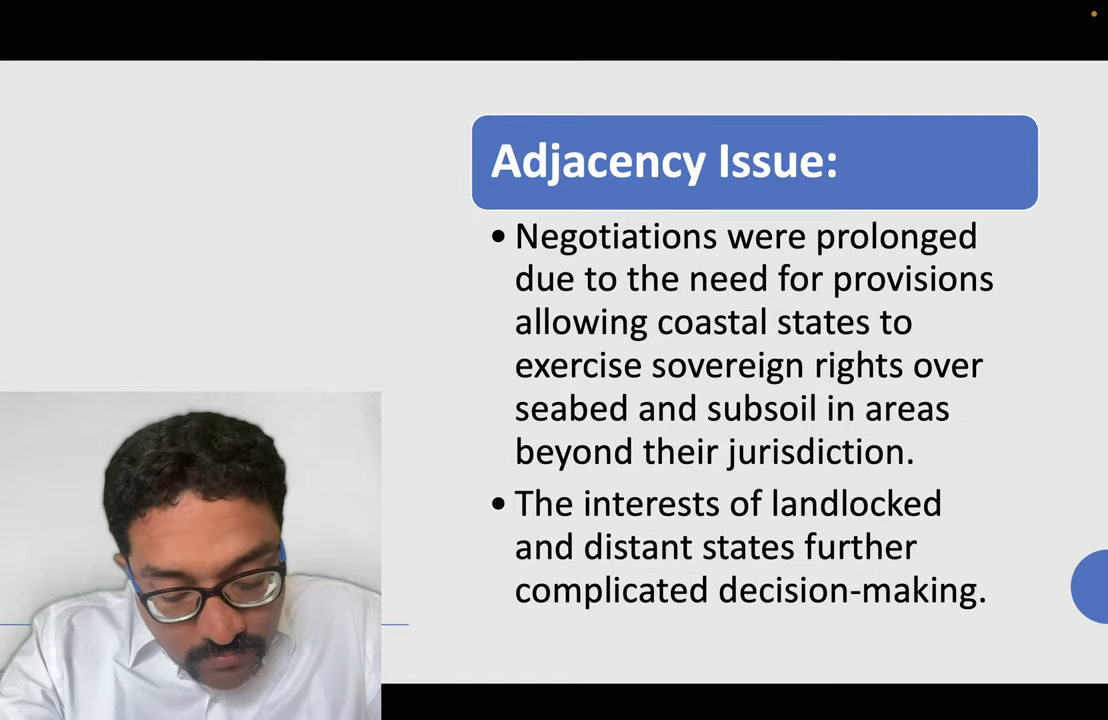 Adjacency Issue:
• Negotiations were prolonged
due to the need for provisions
allowing coastal states to
exercise sovereign rights over
seabed and subsoil in areas
beyond their jurisdiction.
• The interests of landlocked
and distant states further
complicated decision-making.